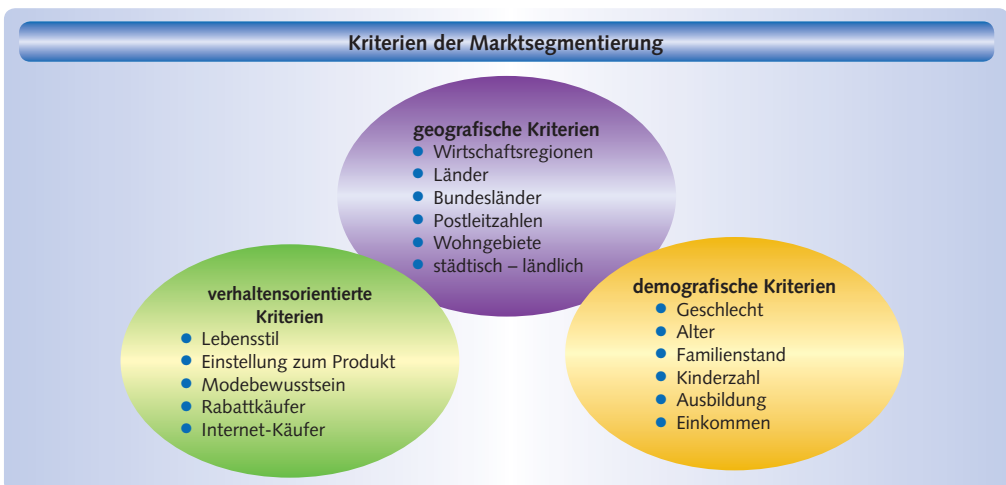 Kriterien der Marktsegmentierung
geografische Kriterien
• Wirtschaftsregionen
• Länder
• Bundesländer
• Postleitzahlen
• Wohngebiete
• städtisch – ländlich
verhaltensorientierte
Kriterien
• Lebensstil
• Einstellung zum Produkt
• Modebewusstsein
• Rabattkäufer
• Internet-Käufer
demografische Kriterien
• Geschlecht
• Alter
• Familienstand
• Kinderzahl
• Ausbildung
• Einkommen